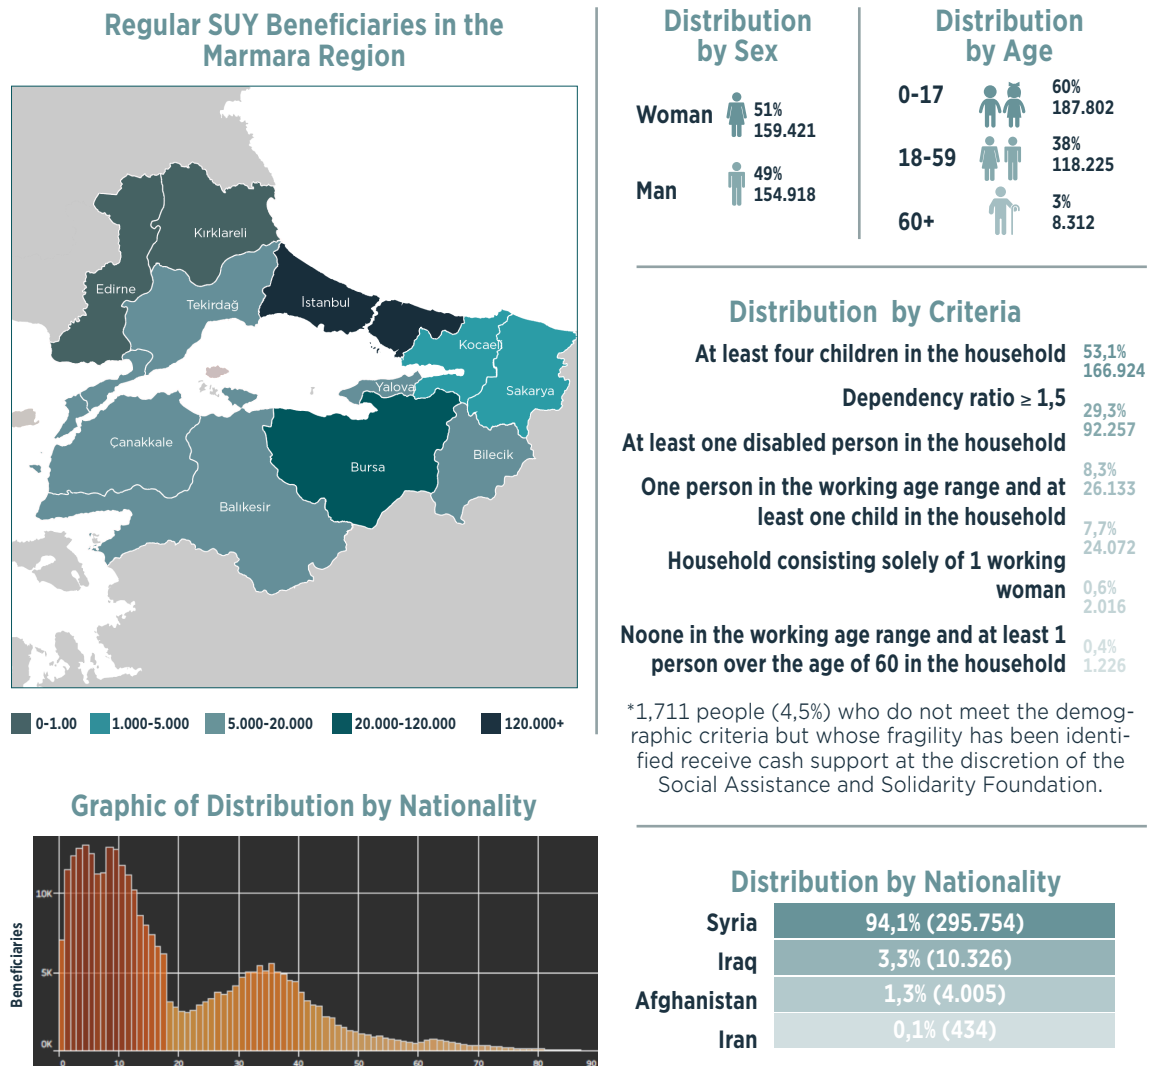 Regular SUY Beneficiaries in the
Marmara Region
Kırklareli
Edirne
Tekirdağ
İstanbul
Kocaeli
Yalova
Sakarya
Çanakkale
Bilecik
Bursa
Balıkesir
0-1.00
1.000-5.000
5.000-20.000
20.000-120.000
120.000+
Distribution
by Sex
Woman
51%
159.421
Man
49%
154.918
Distribution
by Age
0-17
60%
187.802
18-59
38%
118.225
60+
3%
8.312
Distribution by Criteria
At least four children in the household
53,1%
166.924
Dependency ratio ≥ 1,5
29,3%
92.257
At least one disabled person in the household
8,3%
26.133
One person in the working age range and at
least one child in the household
7,7%
24.072
Household consisting solely of 1 working
woman
0,6%
2.016
Noone in the working age range and at least 1
person over the age of 60 in the household
0,4%
1.226
*1,711 people (4,5%) who do not meet the demog-
raphic criteria but whose fragility has been identi-
fied receive cash support at the discretion of the
Social Assistance and Solidarity Foundation.
Graphic of Distribution by Nationality
Beneficiaries
10K
5K
0K
0 10 20 30 40 50 60 70 80 90
Distribution by Nationality
Syria 94,1% (295.754)
Iraq 3,3% (10.326)
Afghanistan 1,3% (4.005)
Iran 0,1% (434)